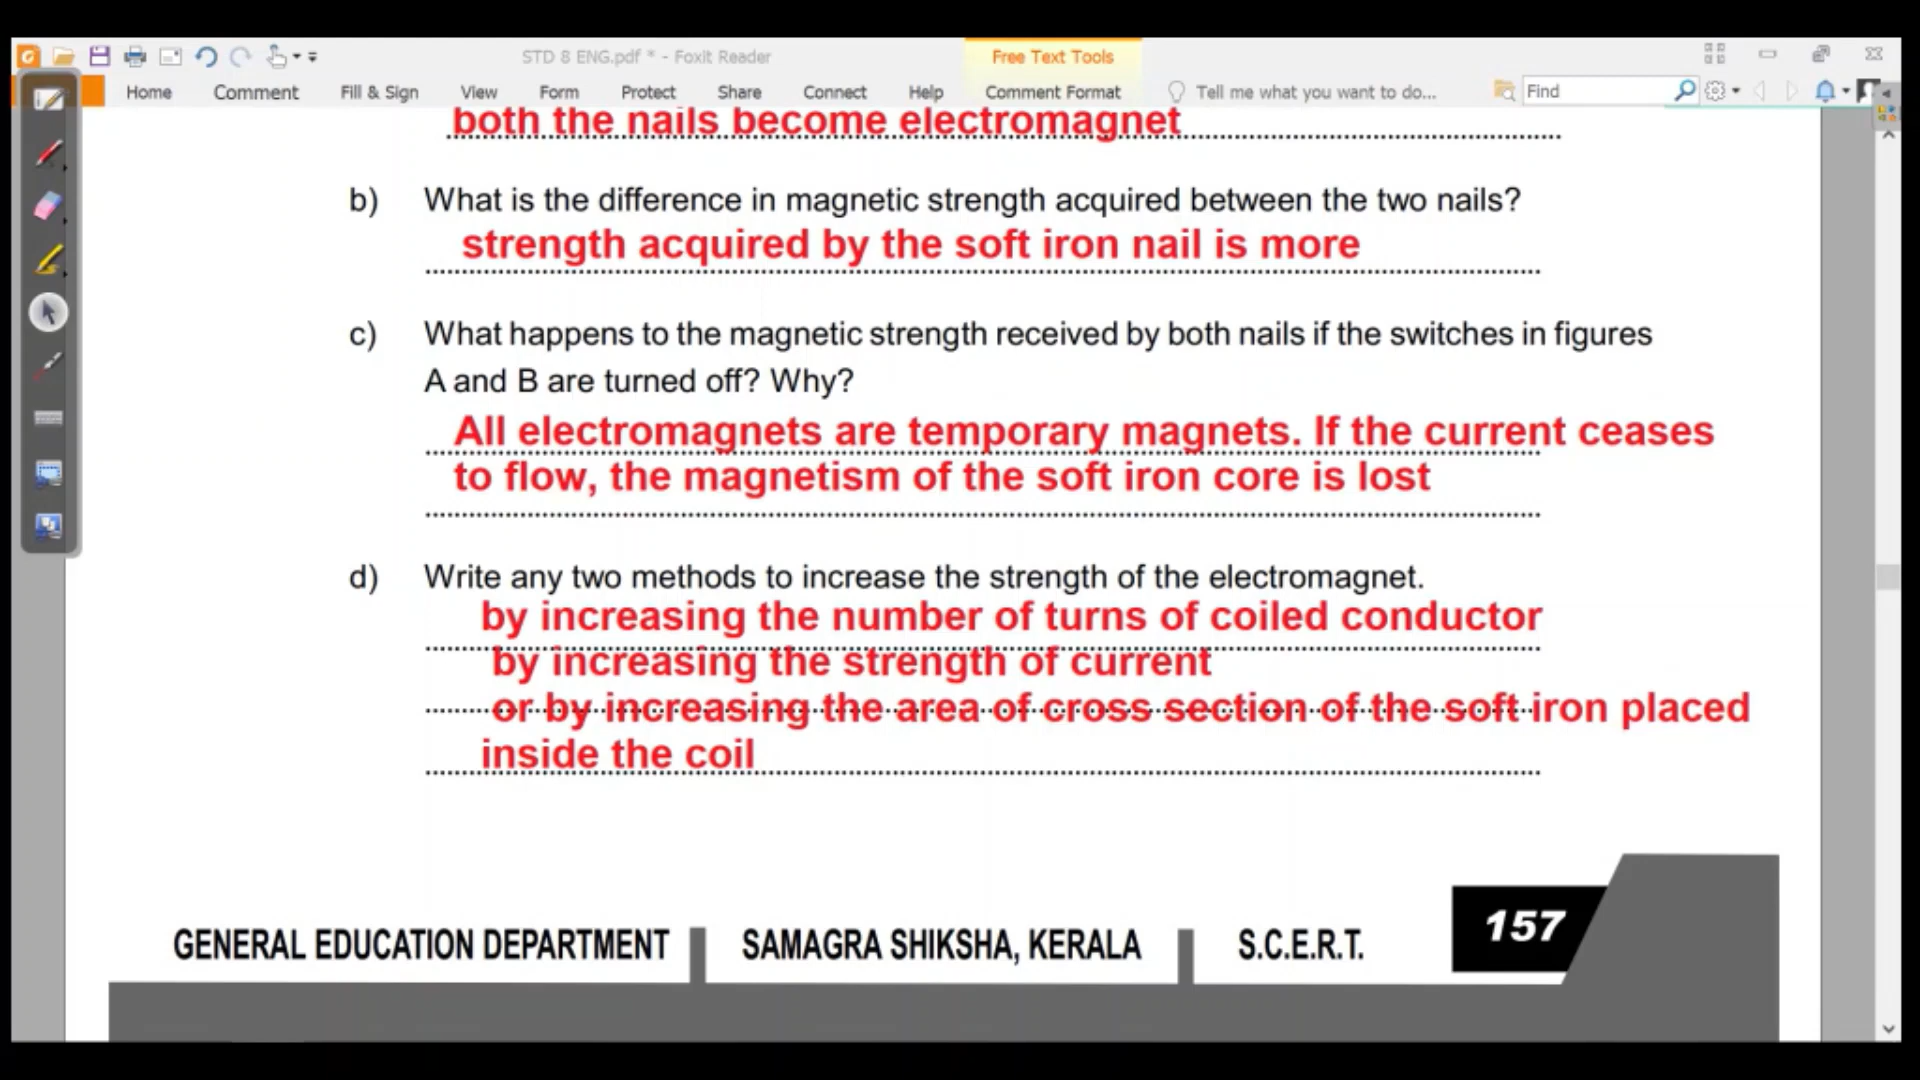 STD 8 ENG.pdf * - Foxit Reader
Free Text Tools
Home Comment Fill & Sign View Form Protect Share Connect Help Comment Format Tell me what you want to do... Find
both the nails become electromagnet
b) What is the difference in magnetic strength acquired between the two nails?
strength acquired by the soft iron nail is more
c) What happens to the magnetic strength received by both nails if the switches in figures
A and B are turned off? Why?
All electromagnets are temporary magnets. If the current ceases
to flow, the magnetism of the soft iron core is lost
d) Write any two methods to increase the strength of the electromagnet.
by increasing the number of turns of coiled conductor
by increasing the strength of current
or by increasing the area of cross section of the soft iron placed
inside the coil
GENERAL EDUCATION DEPARTMENT SAMAGRA SHIKSHA, KERALA S.C.E.R.T. 157